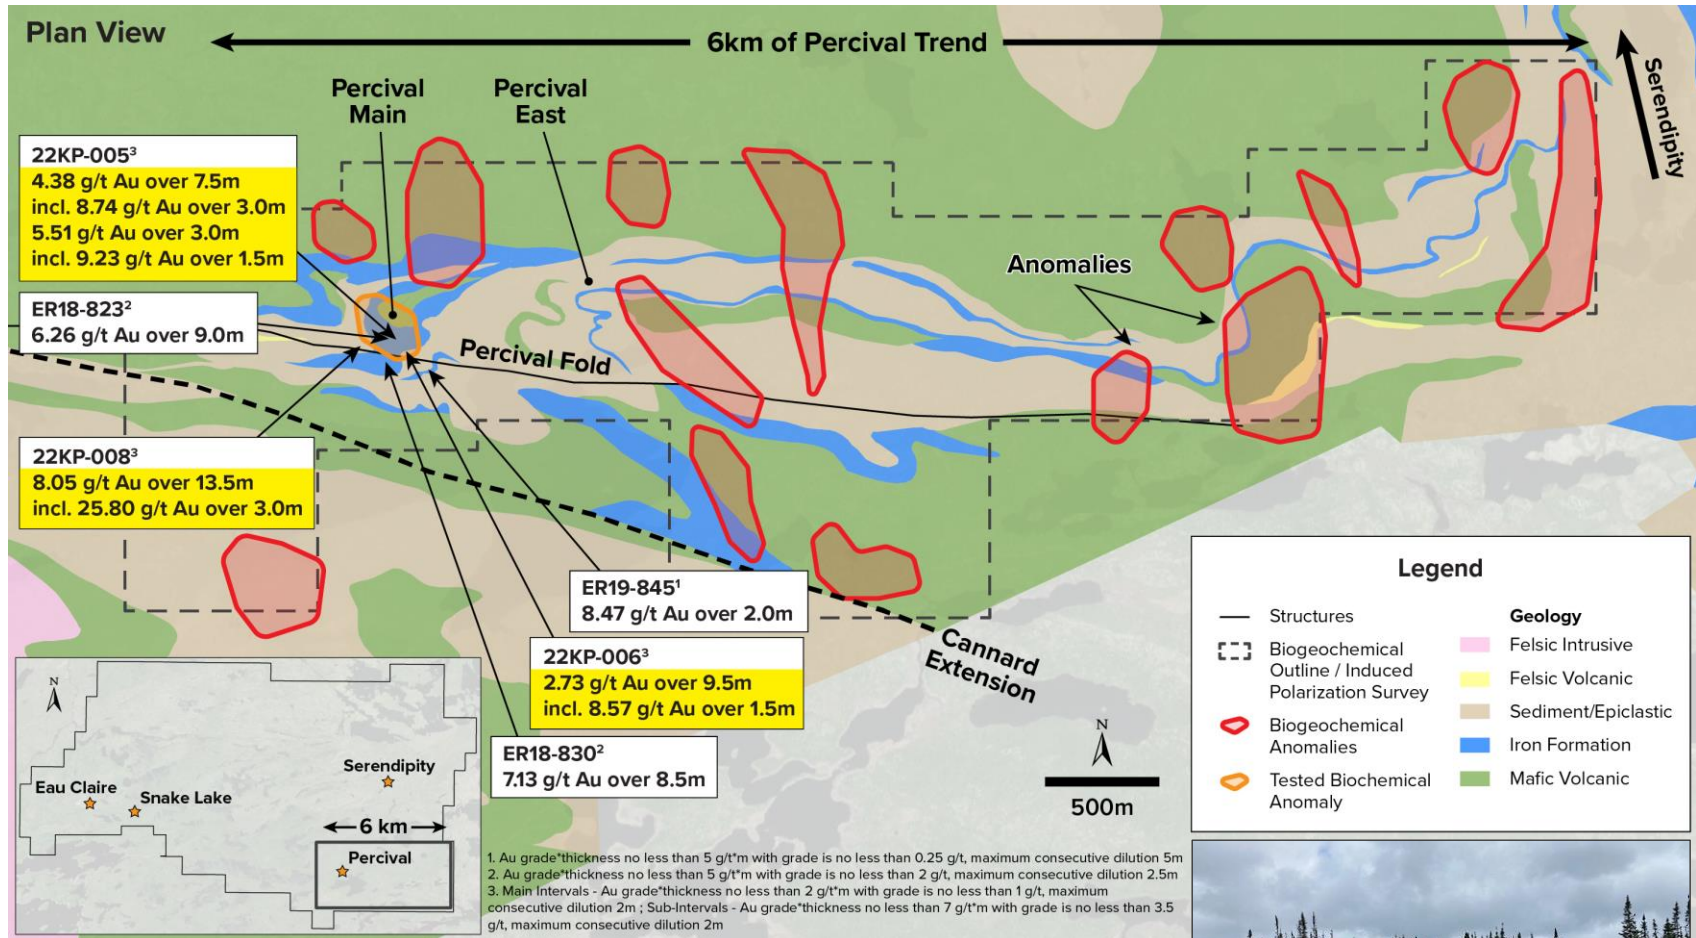 Plan View
6km of Percival Trend
Serendipity
Percival
Main
Percival
East
22KP-005³
4.38 g/t Au over 7.5m
incl. 8.74 g/t Au over 3.0m
5.51 g/t Au over 3.0m
incl. 9.23 g/t Au over 1.5m
Anomalies
ER18-823²
6.26 g/t Au over 9.0m
Percival Fold
22KP-008³
8.05 g/t Au over 13.5m
incl. 25.80 g/t Au over 3.0m
ER19-845¹
8.47 g/t Au over 2.0m
22KP-006³
2.73 g/t Au over 9.5m
incl. 8.57 g/t Au over 1.5m
ER18-830²
7.13 g/t Au over 8.5m
Cannard
Extension
N
500m
Legend
Structures
Biogeochemical
Outline / Induced
Polarization Survey
Biogeochemical
Anomalies
Tested Biochemical
Anomaly
Geology
Felsic Intrusive
Felsic Volcanic
Sediment/Epiclastic
Iron Formation
Mafic Volcanic
N
Eau Claire
Snake Lake
Serendipity
6 km
Percival
1. Au grade*thickness no less than 5 g/t*m with grade is no less than 0.25 g/t, maximum consecutive dilution 5m
2. Au grade*thickness no less than 5 g/t*m with grade is no less than 2 g/t, maximum consecutive dilution 2.5m
3. Main Intervals - Au grade*thickness no less than 2 g/t*m with grade is no less than 1 g/t, maximum
consecutive dilution 2m ; Sub-Intervals - Au grade*thickness no less than 7 g/t*m with grade is no less than 3.5
g/t, maximum consecutive dilution 2m